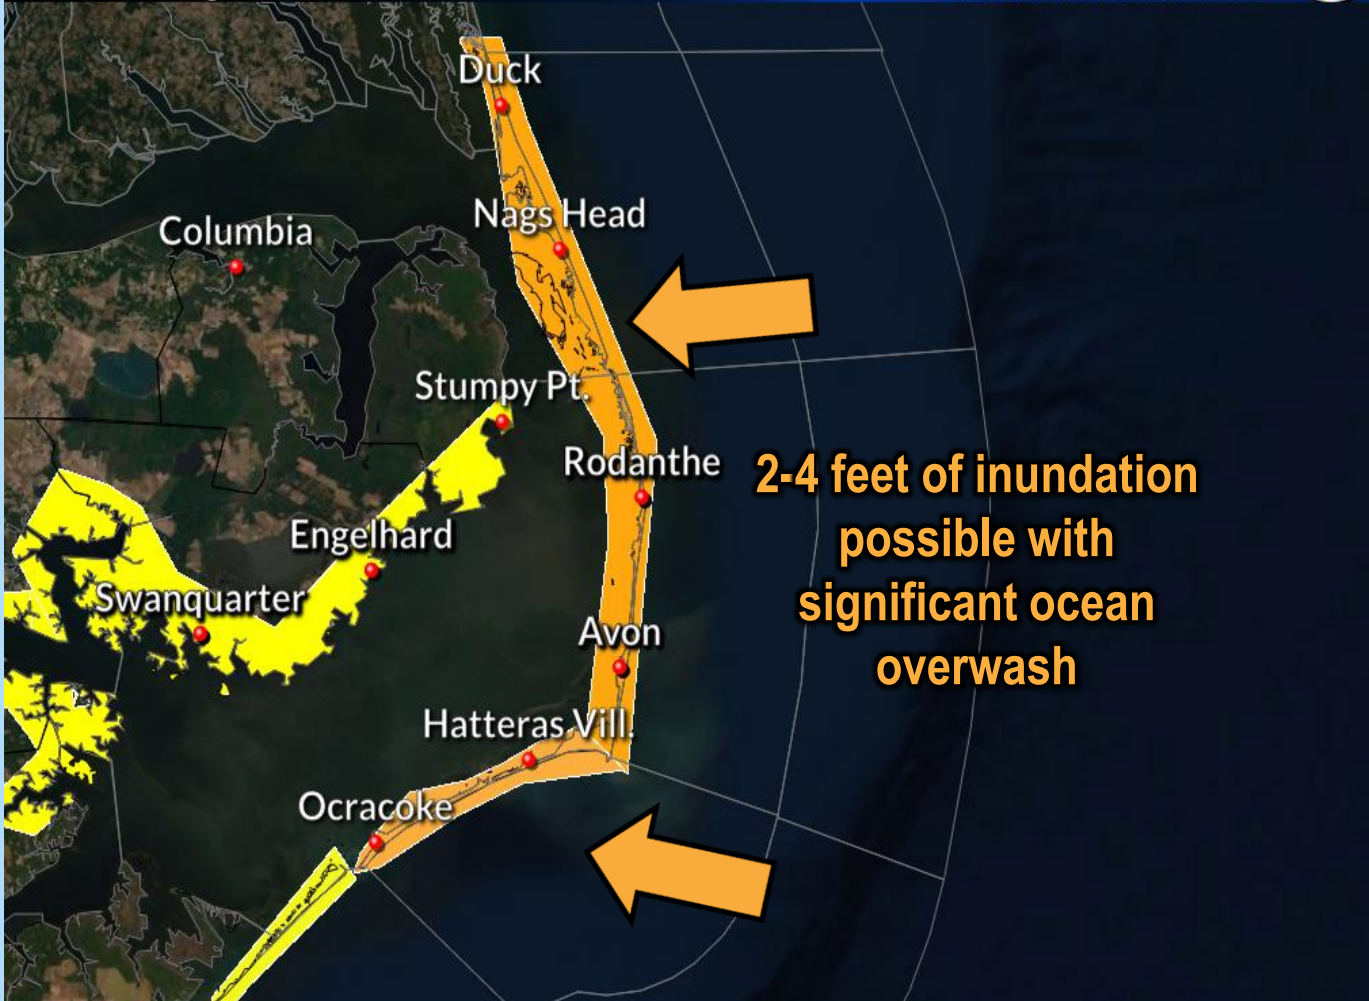 Duck
Nags Head
Columbia
Stumpy Pt.
Rodanthe
2-4 feet of inundation
possible with
significant ocean
overwash
Engelhard
Swanquarter
Avon
Hatteras Vill.
Ocracoke